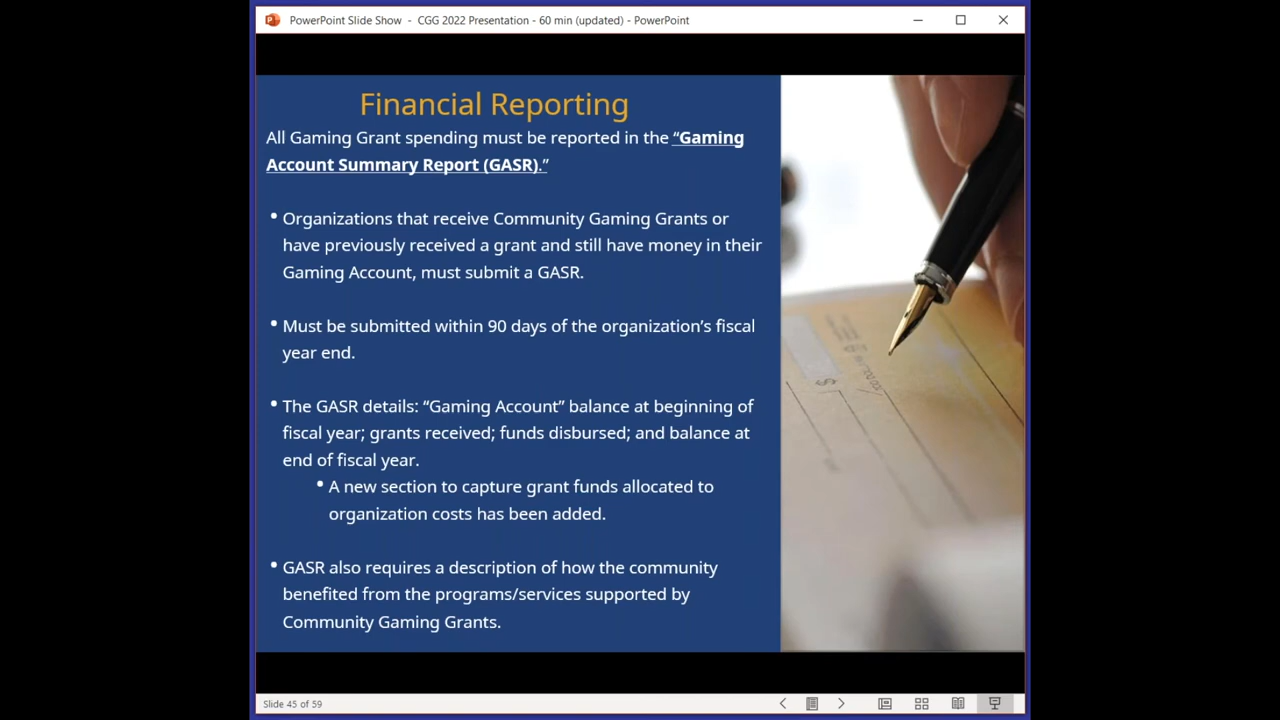 PowerPoint Slide Show - CGG 2022 Presentation - 60 min (updated) - PowerPoint
Financial Reporting
All Gaming Grant spending must be reported in the “Gaming
Account Summary Report (GASR).”
• Organizations that receive Community Gaming Grants or
have previously received a grant and still have money in their
Gaming Account, must submit a GASR.
• Must be submitted within 90 days of the organization’s fiscal
year end.
• The GASR details: “Gaming Account” balance at beginning of
fiscal year; grants received; funds disbursed; and balance at
end of fiscal year.
• A new section to capture grant funds allocated to
organization costs has been added.
• GASR also requires a description of how the community
benefited from the programs/services supported by
Community Gaming Grants.
$
Slide 45 of 59